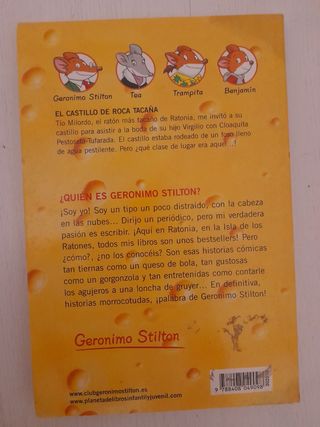 Geronimo Stilton
Tea
Trampita
Benjamín
EL CASTILLO DE ROCA TACAÑA
Tío Milordo, el ratón más tacaño de Ratonia, me invitó a su
castillo para asistir a la boda de su hijo Virgilio con Cloaquita
Pestoseta-Tufarada. El castillo estaba rodeado de un foso lleno
de agua pestilente. Pero ¿qué clase de lugar era aquel...!
¿QUIÉN ES GERONIMO STILTON?
¡Soy yo! Soy un tipo un poco distraído, con la cabeza
en las nubes... Dirijo un periódico, pero mi verdadera
pasión es escribir. ¡Aquí en Ratonia, en la Isla de los
Ratones, todos mis libros son unos bestsellers! Pero
¿cómo?, ¿no los conocéis? Son esas historias cómicas
tan tiernas como un queso de bola, tan gustosas
como un gorgonzola y tan entretenidas como contarle
los agujeros a una loncha de gruyer... En definitiva,
historias morrocotudas, ¡palabra de Geronimo Stilton!
Geronimo Stilton
www.clubgeronimostilton.es
www.planetadelibrosinfantilyjuvenil.com
9 788408 049098